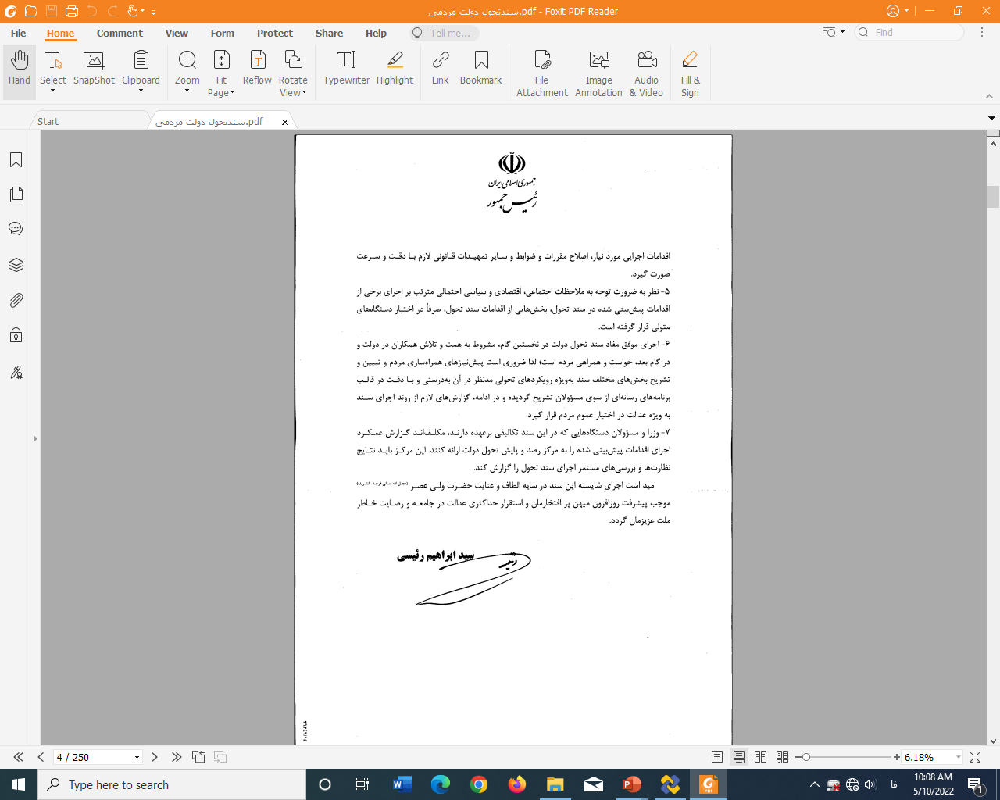 سندتحول دولت مردمی.pdf - Foxit PDF Reader
File Home Comment View Form Protect Share Help Tell me... Find
Hand Select SnapShot Clipboard Zoom Fit Page Reflow Rotate View Typewriter Highlight Link Bookmark File Attachment Image Annotation Audio & Video Fill & Sign
Start سندتحول دولت مردمی.pdf
جمهوری اسلامی ایران
رئیس جمهور
اقدامات اجرایی مورد نیاز، اصلاح مقررات و ضوابط و سایر تمهیدات قانونی لازم با دقت و سرعت
صورت گیرد.
۵- نظر به ضرورت توجه به ملاحظات اجتماعی، اقتصادی و سیاسی احتمالی مترتب بر اجرای برخی از
اقدامات پیش‌بینی شده در سند تحول، بخش‌هایی از اقدامات سند تحول، صرفاً در اختیار دستگاه‌های
متولی قرار گرفته است.
۶- اجرای موفق مفاد سند تحول دولت در نخستین گام، مشروط به همت و تلاش همکاران در دولت و
در گام بعد، خواست و همراهی مردم است؛ لذا ضروری است پیش‌نیازهای همراه‌سازی مردم و تبیین و
تشریح بخش‌های مختلف سند به‌ویژه رویکردهای تحولی مدنظر در آن به‌درستی و با دقت در قالب
برنامه‌های رسانه‌ای از سوی مسؤولان تشریح گردیده و در ادامه، گزارش‌های لازم از روند اجرای سند
به ویژه عدالت در اختیار عموم مردم قرار گیرد.
۷- وزرا و مسؤولان دستگاه‌هایی که در این سند تکالیفی برعهده دارند، مکلف‌اند گزارش عملکرد
اجرای اقدامات پیش‌بینی شده را به مرکز رصد و پایش تحول دولت ارائه کنند. این مرکز باید نتایج
نظارت‌ها و بررسی‌های مستمر اجرای سند تحول را گزارش کند.
امید است اجرای شایسته این سند در سایه الطاف و عنایت حضرت ولی عصر (عجل الله تعالی فرجه الشریف)
موجب پیشرفت روزافزون میهن پر افتخارمان و استقرار حداکثری عدالت در جامعه و رضایت خاطر
ملت عزیزمان گردد.
سید ابراهیم رئیسی
4 / 250 6.18%
Type here to search
فا 10:08 AM
5/10/2022
1